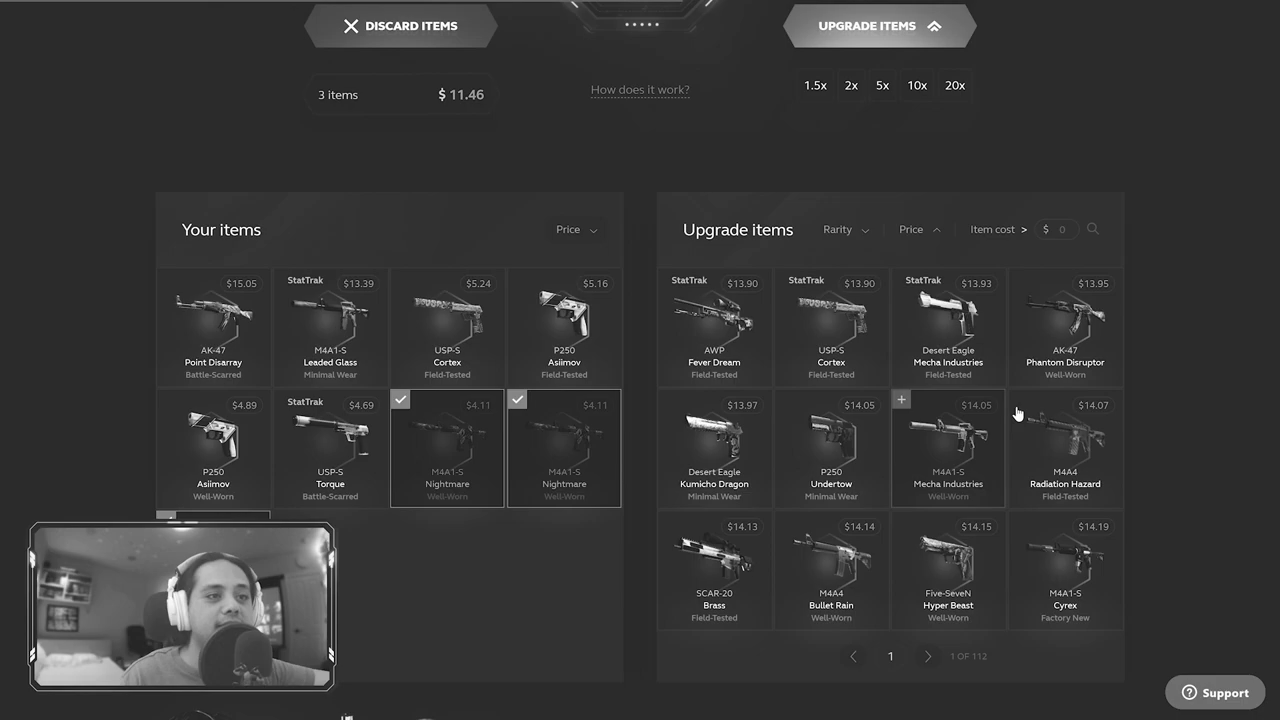 DISCARD ITEMS
UPGRADE ITEMS
3 items
$ 11.46
How does it work?
1.5x
2x
5x
10x
20x
Your items
Price
Upgrade items
Rarity
Price
Item cost >
$ 0
$15.05
AK-47
Point Disarray
Battle-Scarred
StatTrak
$13.39
M4A1-S
Leaded Glass
Minimal Wear
$5.24
USP-S
Cortex
Field-Tested
$5.16
P250
Asiimov
Field-Tested
$4.89
P250
Asiimov
Well-Worn
StatTrak
$4.69
USP-S
Torque
Battle-Scarred
$4.11
M4A1-S
Nightmare
Well-Worn
$4.11
M4A1-S
Nightmare
Well-Worn
StatTrak
$13.90
AWP
Fever Dream
Field-Tested
StatTrak
$13.90
USP-S
Cortex
Field-Tested
StatTrak
$13.93
Desert Eagle
Mecha Industries
Field-Tested
$13.95
AK-47
Phantom Disruptor
Well-Worn
$13.97
Desert Eagle
Kumicho Dragon
Minimal Wear
$14.05
P250
Undertow
Minimal Wear
$14.05
M4A1-S
Mecha Industries
Well-Worn
$14.07
M4A4
Radiation Hazard
Field-Tested
$14.13
SCAR-20
Brass
Field-Tested
$14.14
M4A4
Bullet Rain
Well-Worn
$14.15
Five-SeveN
Hyper Beast
Well-Worn
$14.19
M4A1-S
Cyrex
Factory New
1
1 OF 112
Support